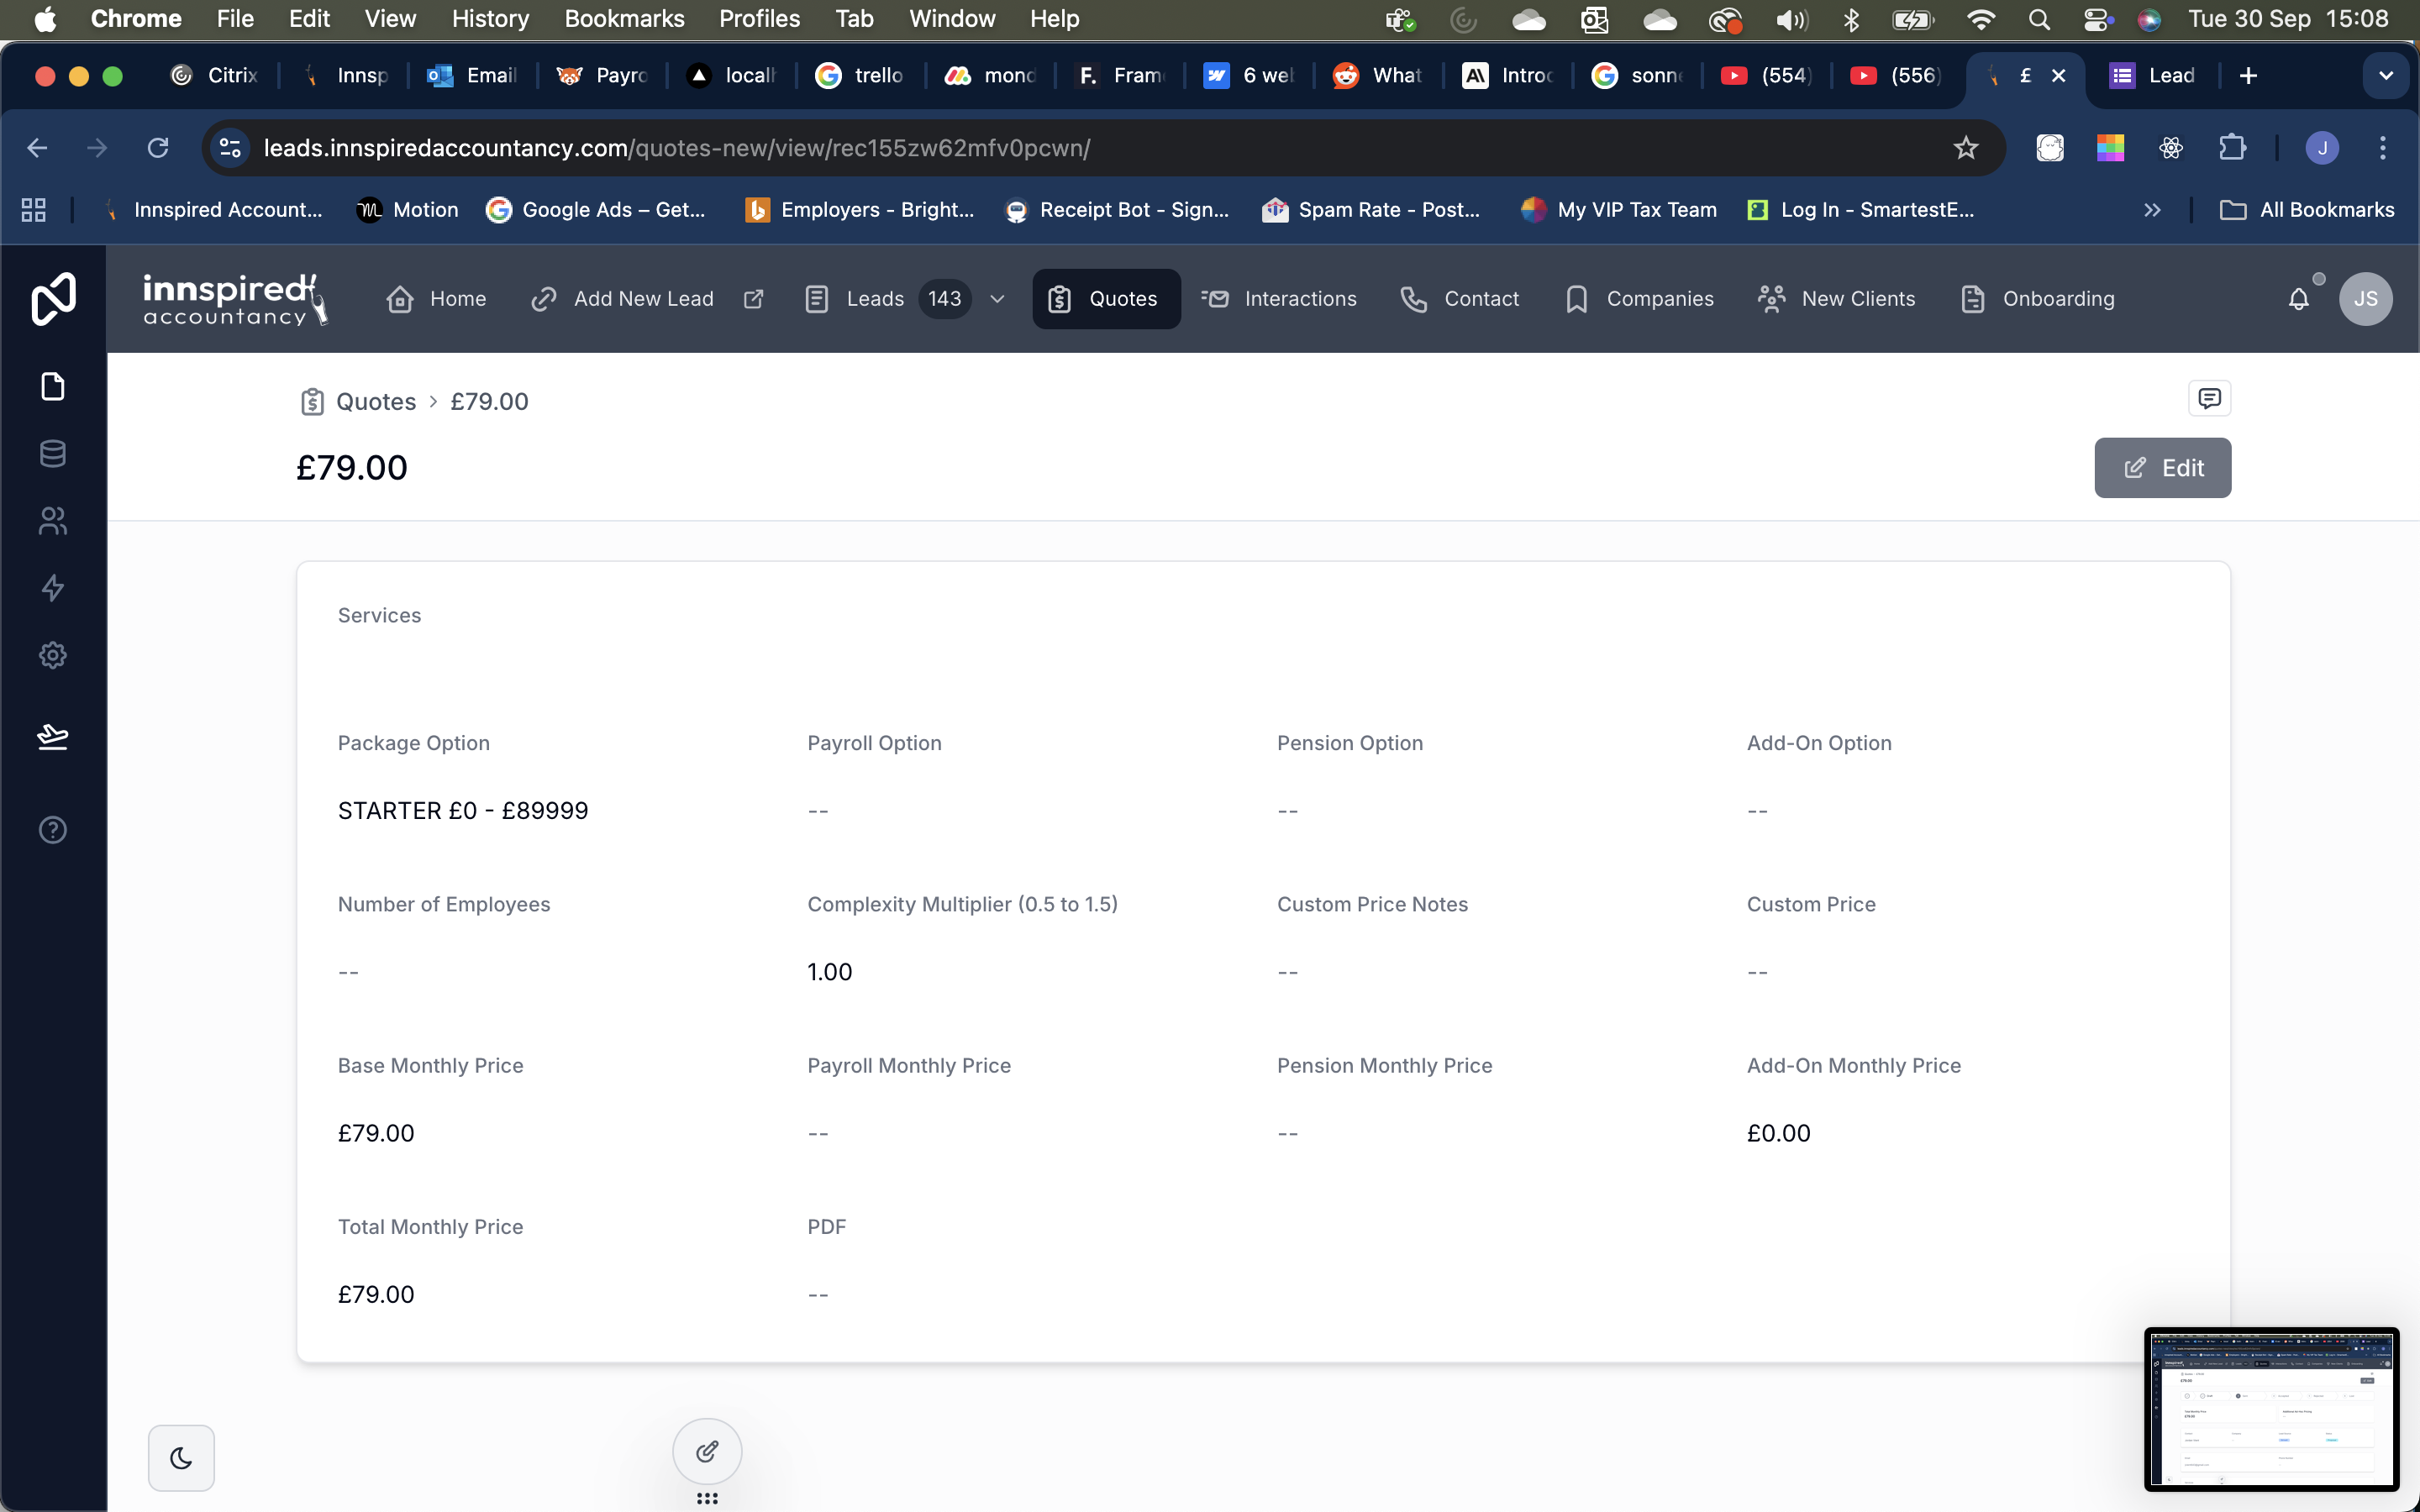 Chrome File Edit View History Bookmarks Profiles Tab Window Help Tue 30 Sep 15:08
Citrix Innsp Email Payro localh trello mond F. Fram 6 wel What Introc sonne (554) (556) £ Lead
leads.innspiredaccountancy.com/quotes-new/view/rec155zw62mfv0pcwn/ J
Innspired Account... Motion Google Ads – Get... Employers - Bright... Receipt Bot - Sign... Spam Rate - Post... My VIP Tax Team Log In - SmartestE... All Bookmarks
innspired!
accountancy
Home Add New Lead Leads 143 Quotes Interactions Contact Companies New Clients Onboarding JS
Quotes > £79.00
£79.00 Edit
Services
Package Option Payroll Option Pension Option Add-On Option
STARTER £0 - £89999 -- -- --
Number of Employees Complexity Multiplier (0.5 to 1.5) Custom Price Notes Custom Price
-- 1.00 -- --
Base Monthly Price Payroll Monthly Price Pension Monthly Price Add-On Monthly Price
£79.00 -- -- £0.00
Total Monthly Price PDF
£79.00 --